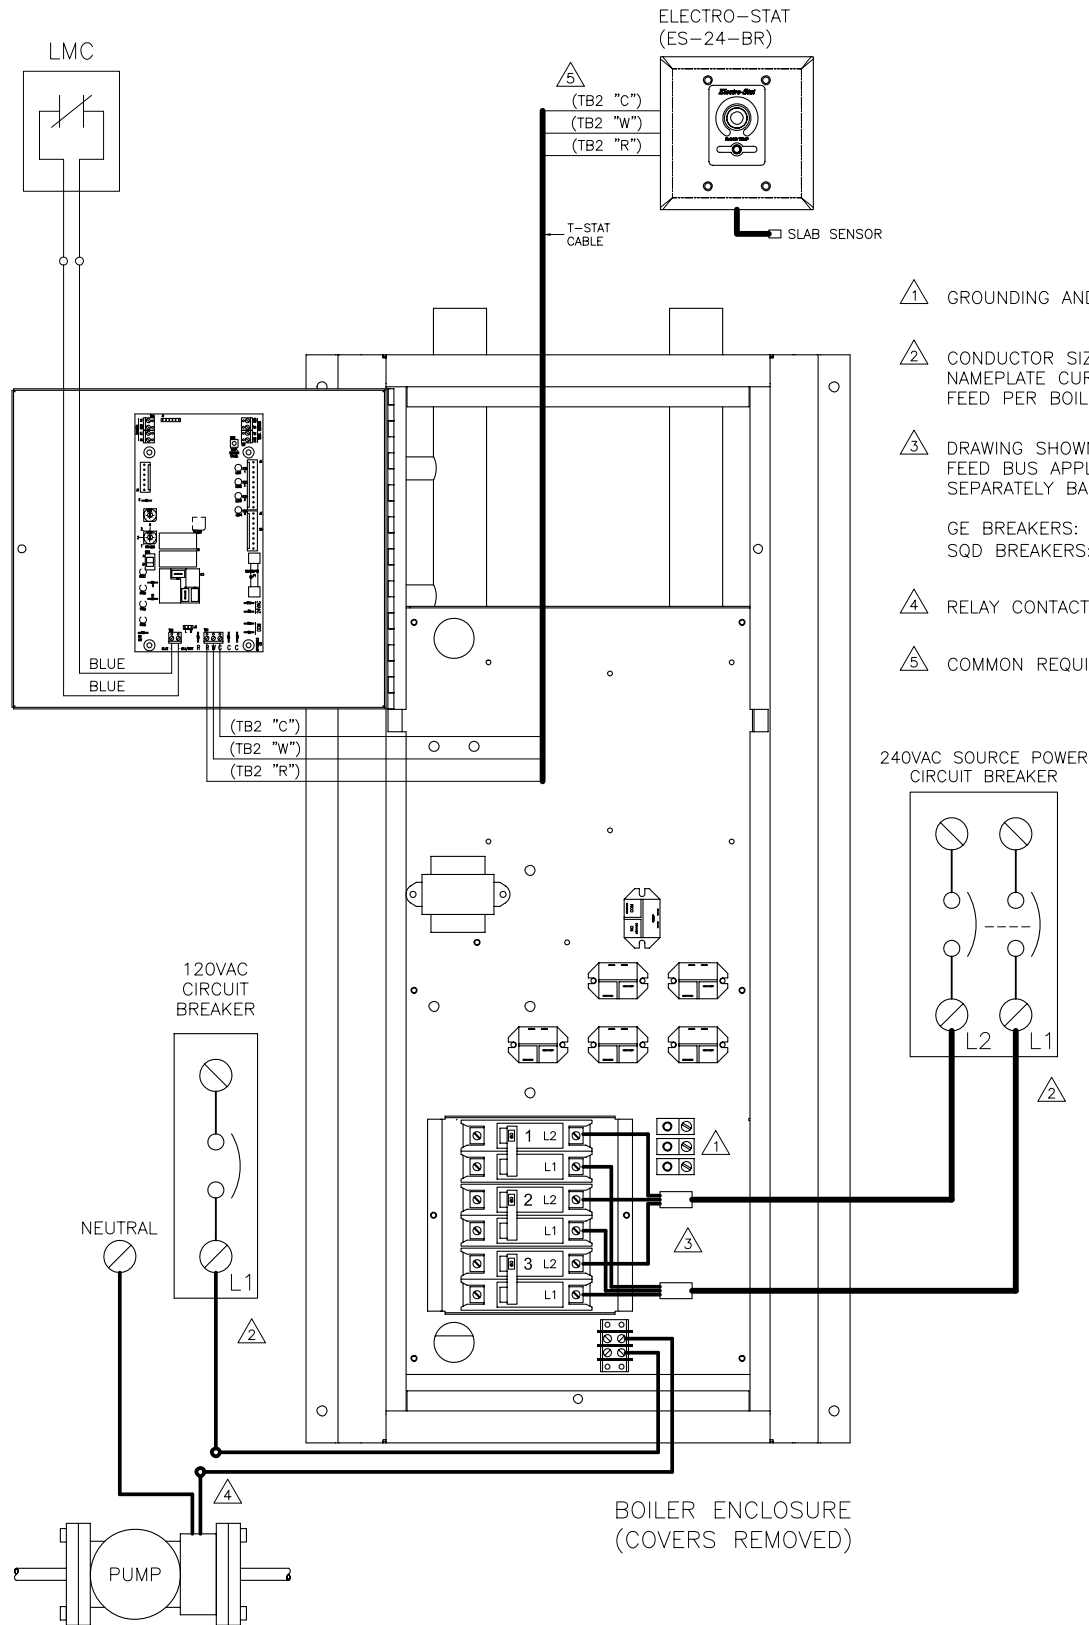 ELECTRO-STAT
(ES-24-BR)
LMC
5
(TB2 "C")
(TB2 "W")
(TB2 "R")
Electro-Stat
T-STAT
CABLE
SLAB SENSOR
1 GROUNDING AND
2 CONDUCTOR SIZ
NAMEPLATE CUR
FEED PER BOIL
3 DRAWING SHOWN
FEED BUS APPL
SEPARATELY BA
GE BREAKERS:
SQD BREAKERS:
4 RELAY CONTACT
5 COMMON REQUI
BLUE
BLUE
R R W C C C
(TB2 "C")
(TB2 "W")
(TB2 "R")
240VAC SOURCE POWER
CIRCUIT BREAKER
L2 L1
2
120VAC
CIRCUIT
BREAKER
L1
2
NEUTRAL
1 L2
L1
2 L2
L1
3 L2
L1
1
3
4
BOILER ENCLOSURE
(COVERS REMOVED)
PUMP